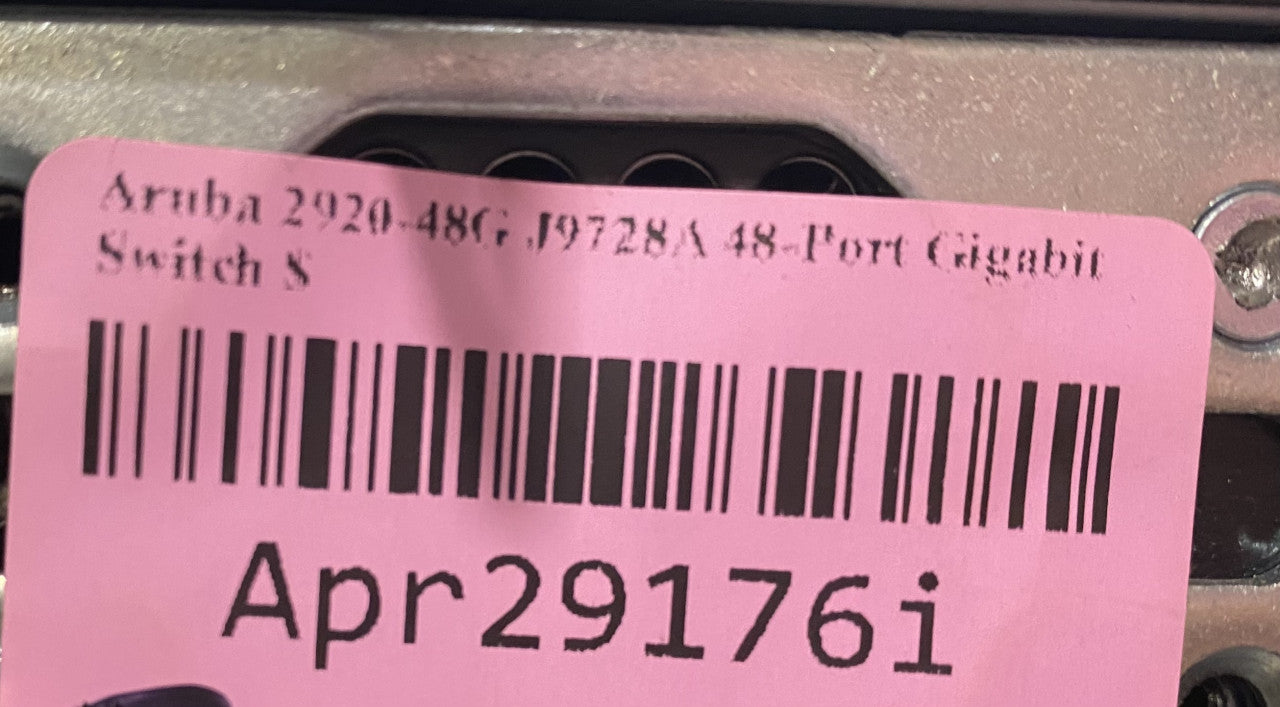 Aruba 2920-48G J9728A 48-Port Gigabit
Switch S
Apr29176i